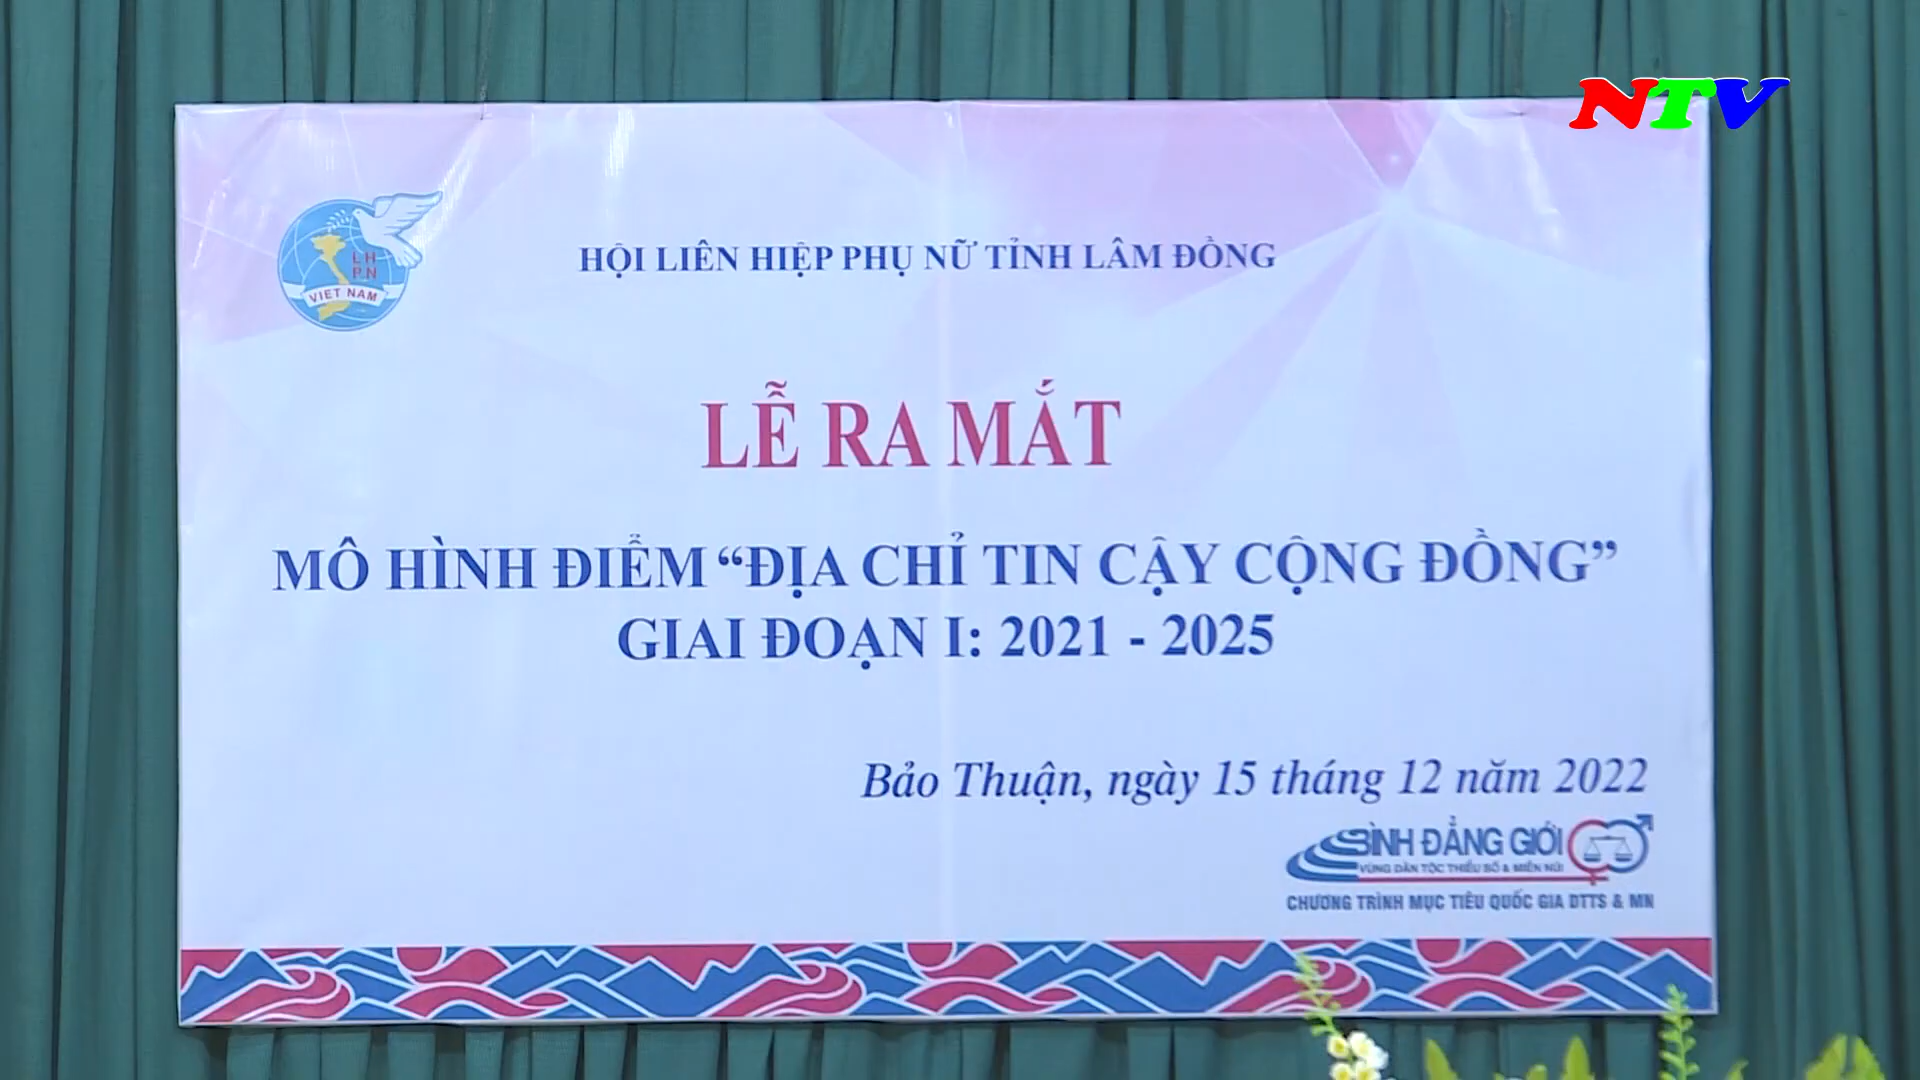 NTV
LH
P.N
VIET NAM
HỘI LIÊN HIỆP PHỤ NỮ TỈNH LÂM ĐỒNG
LỄ RA MẮT
MÔ HÌNH ĐIỂM “ĐỊA CHỈ TIN CẬY CỘNG ĐỒNG”
GIAI ĐOẠN I: 2021 - 2025
Bảo Thuận, ngày 15 tháng 12 năm 2022
BÌNH ĐẲNG GIỚI
VÙNG DÂN TỘC THIỂU SỐ & MIỀN NÚI
CHƯƠNG TRÌNH MỤC TIÊU QUỐC GIA DTTS & MN